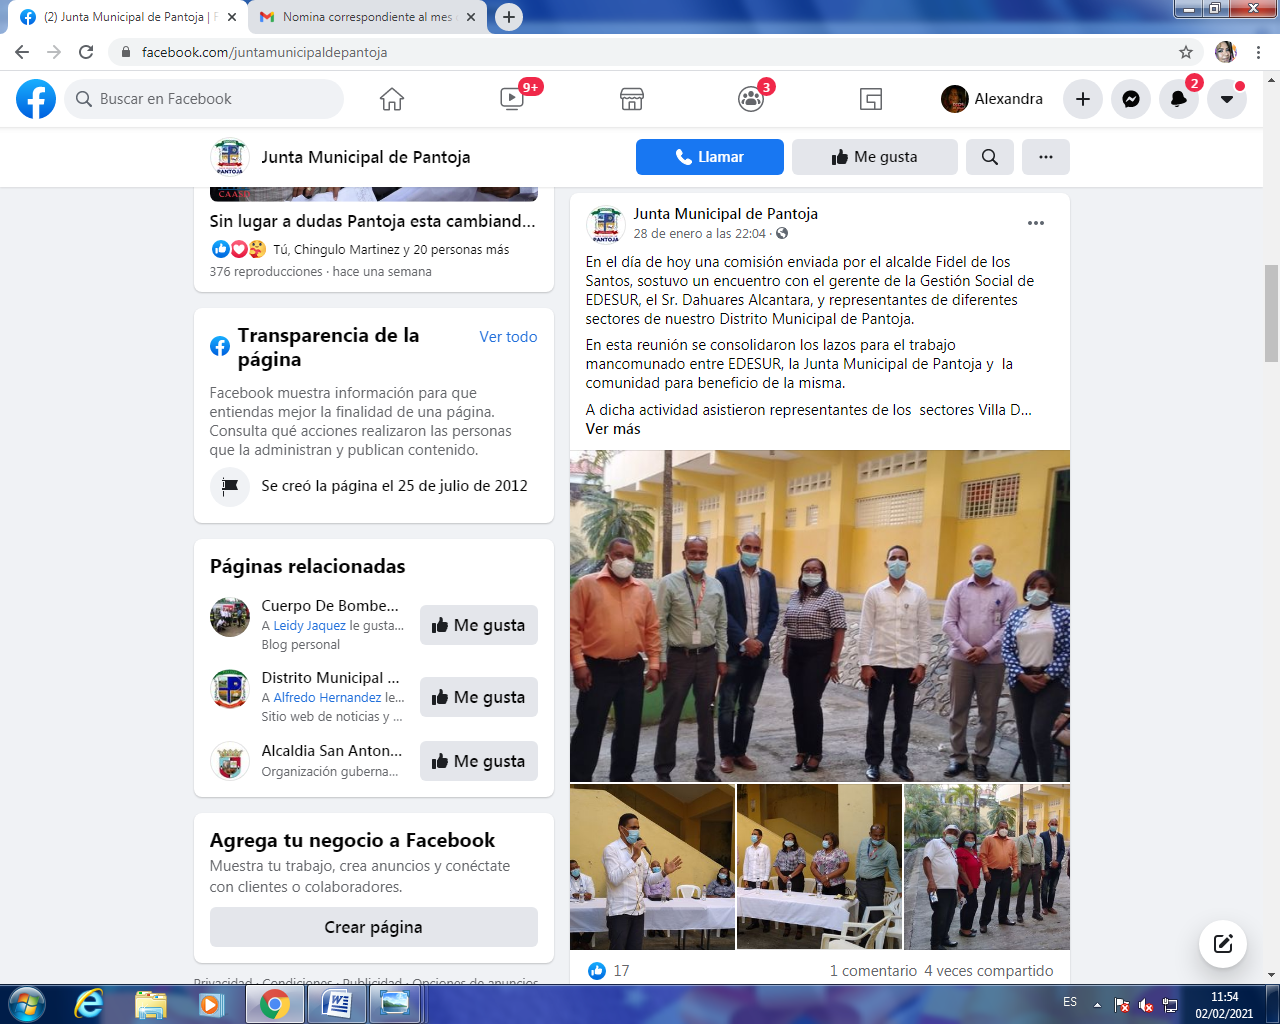 (2) Junta Municipal de Pantoja | F
Nomina correspondiente al mes
facebook.com/juntamunicipaldepantoja
Buscar en Facebook
9+
3
Alexandra
2
Junta Municipal de Pantoja
Llamar
Me gusta
PANTOJA
CAASD
Sin lugar a dudas Pantoja esta cambiand...
Tú, Chingulo Martinez y 20 personas más
376 reproducciones · hace una semana
Transparencia de la página
Ver todo
Facebook muestra información para que
entiendas mejor la finalidad de una página.
Consulta qué acciones realizaron las personas
que la administran y publican contenido.
Se creó la página el 25 de julio de 2012
Páginas relacionadas
Cuerpo De Bombe...
A Leidy Jaquez le gusta...
Blog personal
Me gusta
Distrito Municipal ...
A Alfredo Hernandez le...
Sitio web de noticias y ...
Me gusta
Alcaldia San Anton...
Organización guberna...
Me gusta
Agrega tu negocio a Facebook
Muestra tu trabajo, crea anuncios y conéctate
con clientes o colaboradores.
Crear página
Privacidad · Condiciones · Publicidad · Opciones de anuncios
PANTOJA
Junta Municipal de Pantoja
28 de enero a las 22:04 ·
En el día de hoy una comisión enviada por el alcalde Fidel de los
Santos, sostuvo un encuentro con el gerente de la Gestión Social de
EDESUR, el Sr. Dahuares Alcantara, y representantes de diferentes
sectores de nuestro Distrito Municipal de Pantoja.
En esta reunión se consolidaron los lazos para el trabajo
mancomunado entre EDESUR, la Junta Municipal de Pantoja y la
comunidad para beneficio de la misma.
A dicha actividad asistieron representantes de los sectores Villa D...
Ver más
17
1 comentario 4 veces compartido
ES
11:54
02/02/2021